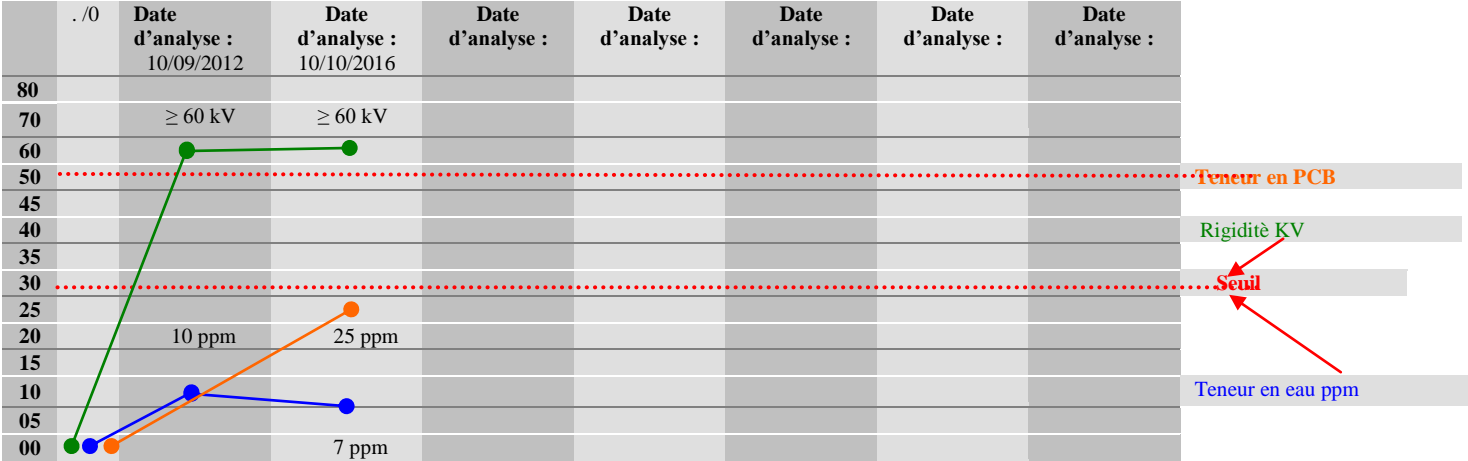 . /0
Date
d’analyse :
10/09/2012
Date
d’analyse :
10/10/2016
Date
d’analyse :
Date
d’analyse :
Date
d’analyse :
Date
d’analyse :
Date
d’analyse :
80
70
≥ 60 kV
≥ 60 kV
60
50
Teneur en PCB
45
40
Rigiditè KV
35
30
Seuil
25
20
10 ppm
25 ppm
15
10
Teneur en eau ppm
05
00
7 ppm